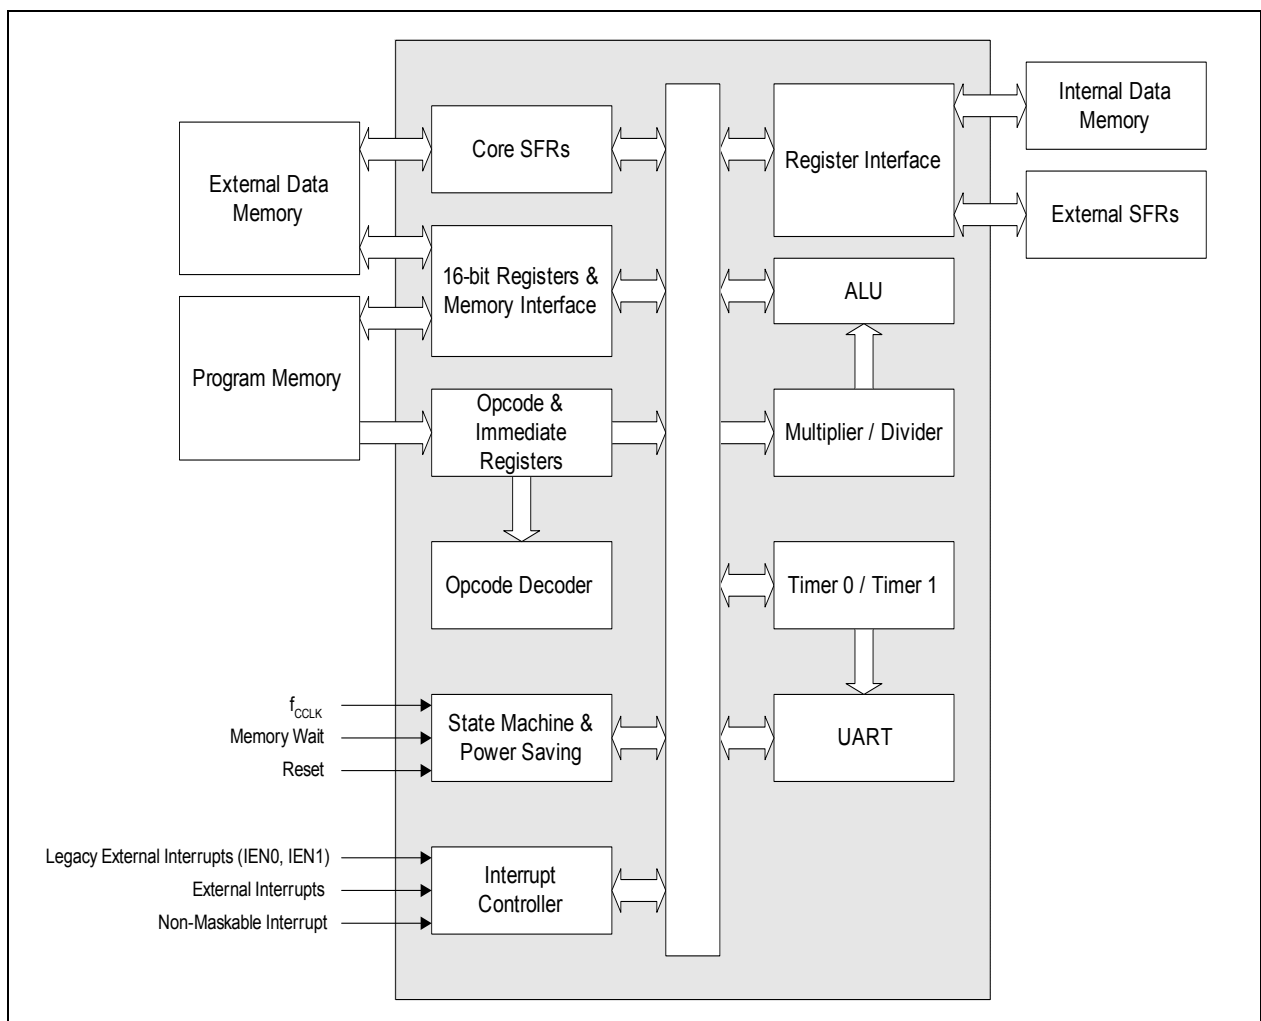 External Data
Memory
Program Memory
Core SFRs
16-bit Registers &
Memory Interface
Opcode &
Immediate
Registers
Opcode Decoder
State Machine &
Power Saving
Interrupt
Controller
fCCLK
Memory Wait
Reset
Legacy External Interrupts (IEN0, IEN1)
External Interrupts
Non-Maskable Interrupt
Register Interface
ALU
Multiplier / Divider
Timer 0 / Timer 1
UART
Internal Data
Memory
External SFRs